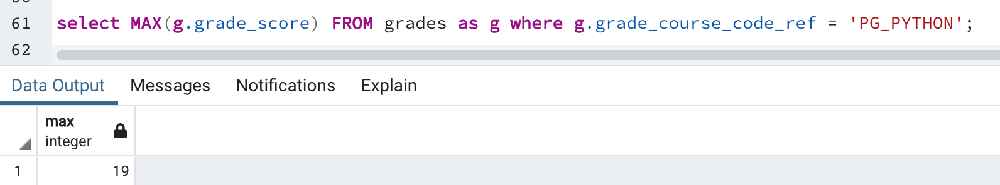 61 select MAX(g.grade_score) FROM grades as g where g.grade_course_code_ref = 'PG_PYTHON';
62
Data Output Messages Notifications Explain
max
integer
1 19